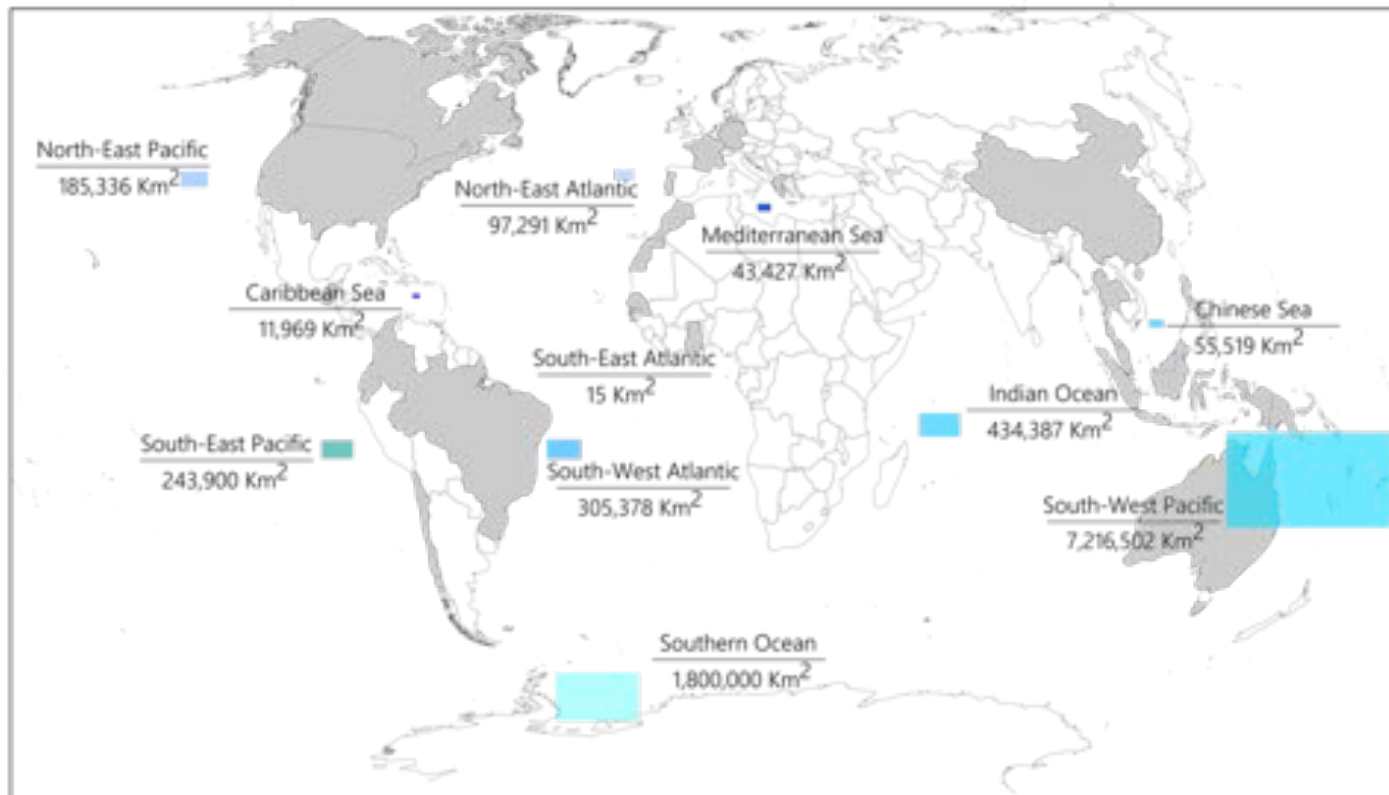 North-East Pacific
185,336 Km²
North-East Atlantic
97,291 Km²
Mediterranean Sea
43,427 Km²
Caribbean Sea
11,969 Km²
Chinese Sea
55,519 Km²
South-East Atlantic
15 Km²
Indian Ocean
434,387 Km²
South-East Pacific
243,900 Km²
South-West Atlantic
305,378 Km²
South-West Pacific
7,216,502 Km²
Southern Ocean
1,800,000 Km²